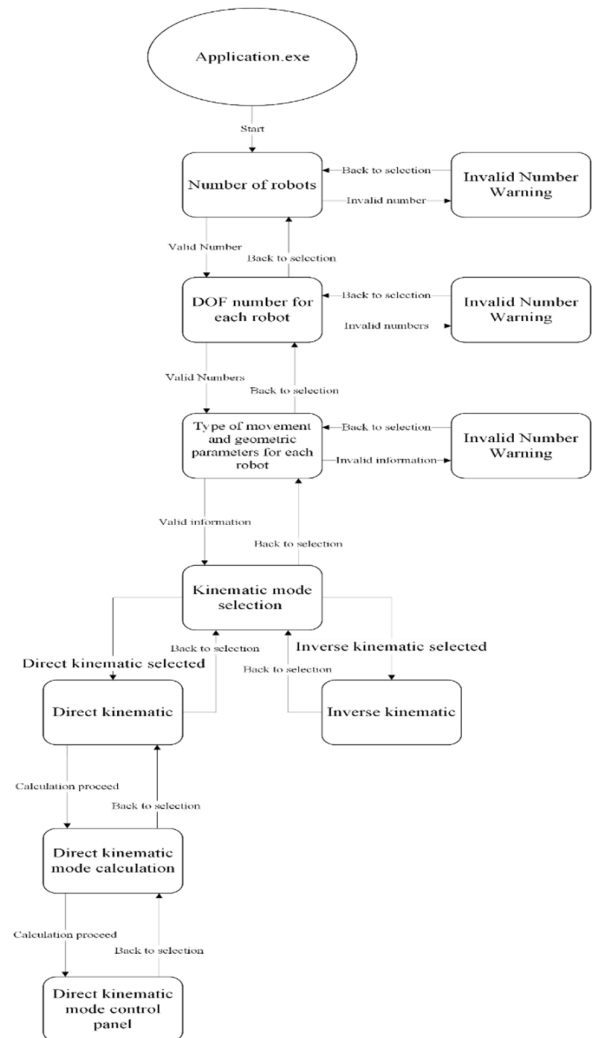 Application.exe
Start
Number of robots
Back to selection
Invalid number
Invalid Number
Warning
Valid Number
Back to selection
DOF number for
each robot
Back to selection
Invalid numbers
Invalid Number
Warning
Valid Numbers
Back to selection
Type of movement
and geometric
parameters for each
robot
Back to selection
Invalid information
Invalid Number
Warning
Valid information
Back to selection
Kinematic mode
selection
Direct kinematic selected
Back to selection
Inverse kinematic selected
Back to selection
Direct kinematic
Inverse kinematic
Calculation proceed
Back to selection
Direct kinematic
mode calculation
Calculation proceed
Back to selection
Direct kinematic
mode control
panel